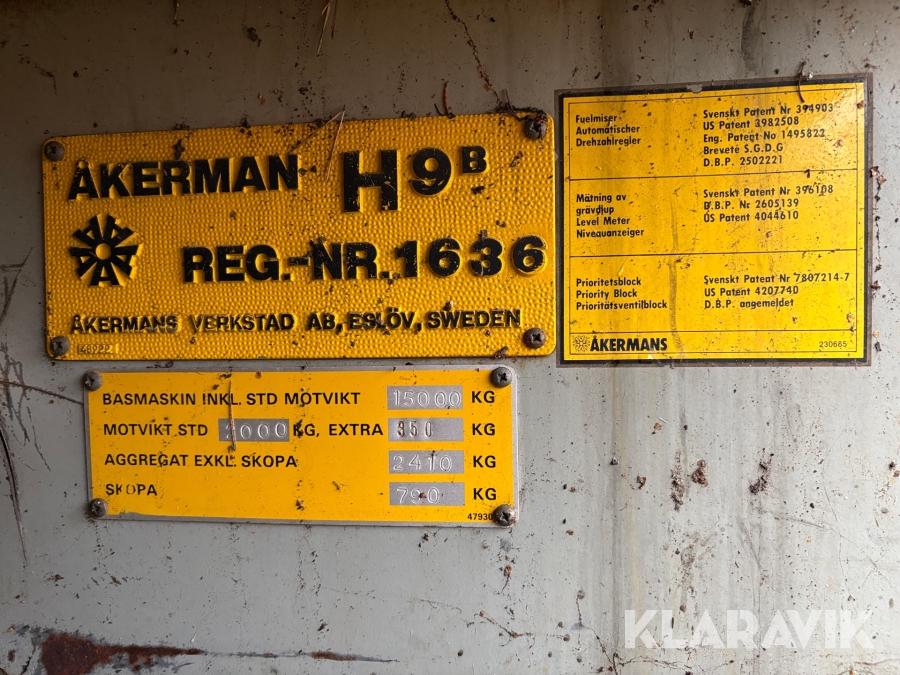 ÅKERMAN H9B
REG.-NR. 1636
ÅKERMANS VERKSTAD AB, ESLÖV, SWEDEN
BASMASKIN INKL. STD MOTVIKT 15000 KG
MOTVIKT STD 2000 KG, EXTRA 350 KG
AGGREGAT EXKL. SKOPA 2410 KG
SKOPA 790 KG
47930
Fuelmiser
Automatischer
Drehzahlregler
Svenskt Patent Nr 394903
US Patent 3982508
Eng. Patent No 1495822
Breveté S.G.D.G
D.B.P. 2502221
Mätning av
grävdjup
Level Meter
Niveauanzeiger
Svenskt Patent Nr 396108
D.B.P. Nr 2605139
US Patent 4044610
Prioritetsblock
Priority Block
Prioritätsventilblock
Svenskt Patent Nr 7807214-7
US Patent 4207740
D.B.P. angemeldet
ÅKERMANS
230685
KLARAVIK